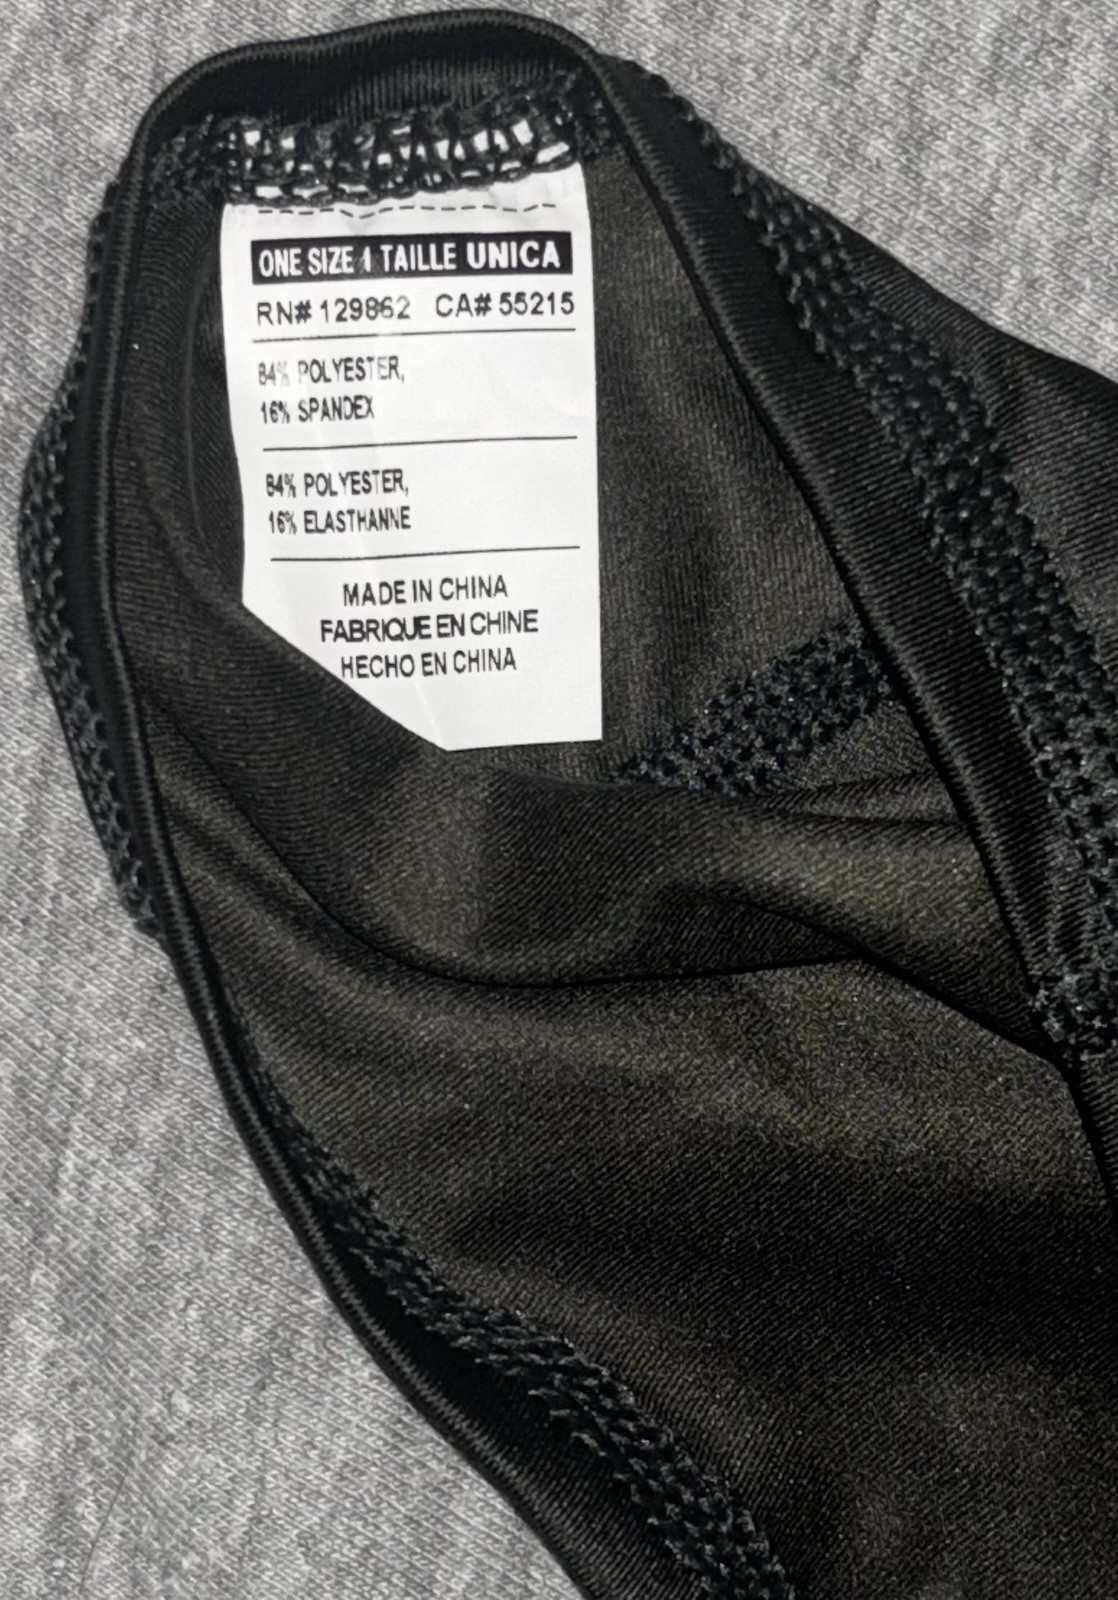 ONE SIZE / TAILLE UNICA
RN# 129862 CA# 55215
84% POLYESTER,
16% SPANDEX
84% POLYESTER,
16% ELASTHANNE
MADE IN CHINA
FABRIQUE EN CHINE
HECHO EN CHINA